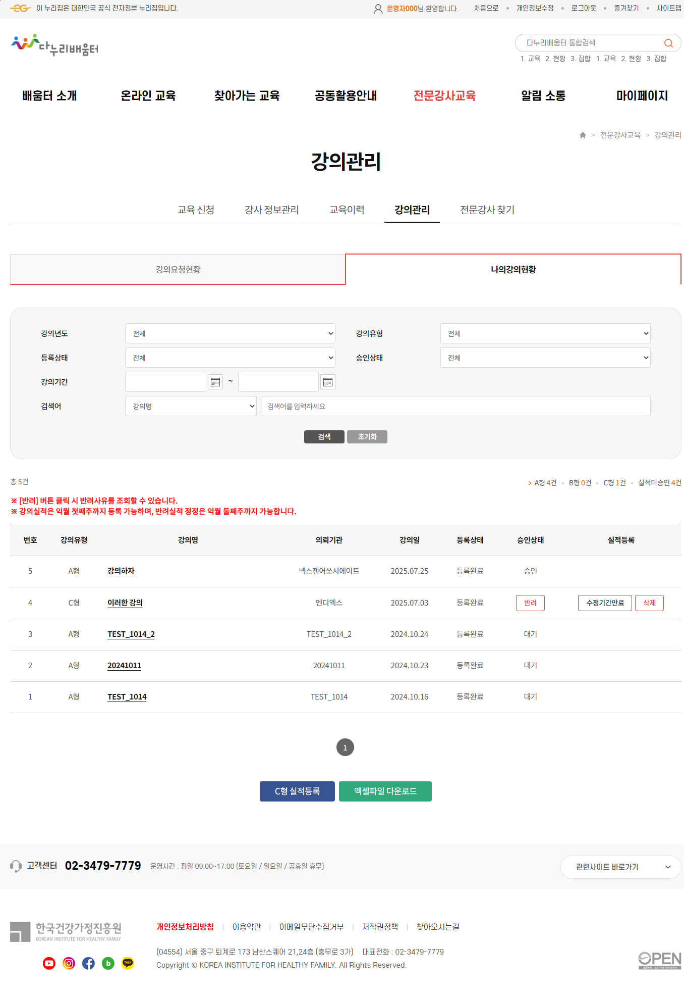 이 누리집은 대한민국 공식 전자정부 누리집입니다.
운영자000님 환영합니다. 처음으로 개인정보수정 로그아웃 즐겨찾기 사이트맵
다누리배움터
다누리배움터 통합검색
1. 교육 2. 현황 3. 집합 1. 교육 2. 현황 3. 집합
배움터 소개 온라인 교육 찾아가는 교육 공동활용안내 전문강사교육 알림 소통 마이페이지
> 전문강사교육 > 강의관리
강의관리
교육 신청 강사 정보관리 교육이력 강의관리 전문강사 찾기
강의요청현황 나의강의현황
강의년도 전체 강의유형 전체
등록상태 전체 승인상태 전체
강의기간 ~
검색어 강의명 검색어를 입력하세요
검색 초기화
총 5건
> A형 4건 B형 0건 C형 1건 실적미승인 4건
※ [반려] 버튼 클릭 시 반려사유를 조회할 수 있습니다.
※ 강의실적은 익월 첫째주까지 등록 가능하며, 반려실적 정정은 익월 둘째주까지 가능합니다.
번호 강의유형 강의명 의뢰기관 강의일 등록상태 승인상태 실적등록
5 A형 강의하자 넥스젠어쏘시에이트 2025.07.25 등록완료 승인
4 C형 이러한 강의 엔디엑스 2025.07.03 등록완료 반려 수정기간만료 삭제
3 A형 TEST_1014_2 TEST_1014_2 2024.10.24 등록완료 대기
2 A형 20241011 20241011 2024.10.23 등록완료 대기
1 A형 TEST_1014 TEST_1014 2024.10.16 등록완료 대기
1
C형 실적등록 엑셀파일 다운로드
고객센터 02-3479-7779 운영시간 : 평일 09:00~17:00 (토요일 / 일요일 / 공휴일 휴무)
관련사이트 바로가기
한국건강가정진흥원
KOREAN INSTITUTE FOR HEALTHY FAMILY
개인정보처리방침 | 이용약관 | 이메일무단수집거부 | 저작권정책 | 찾아오시는길
(04554) 서울 중구 퇴계로 173 남산스퀘어 21,24층 (충무로 3가) 대표전화 : 02-3479-7779
Copyright © KOREA INSTITUTE FOR HEALTHY FAMILY. All Rights Reserved.
b
TALK
OPEN